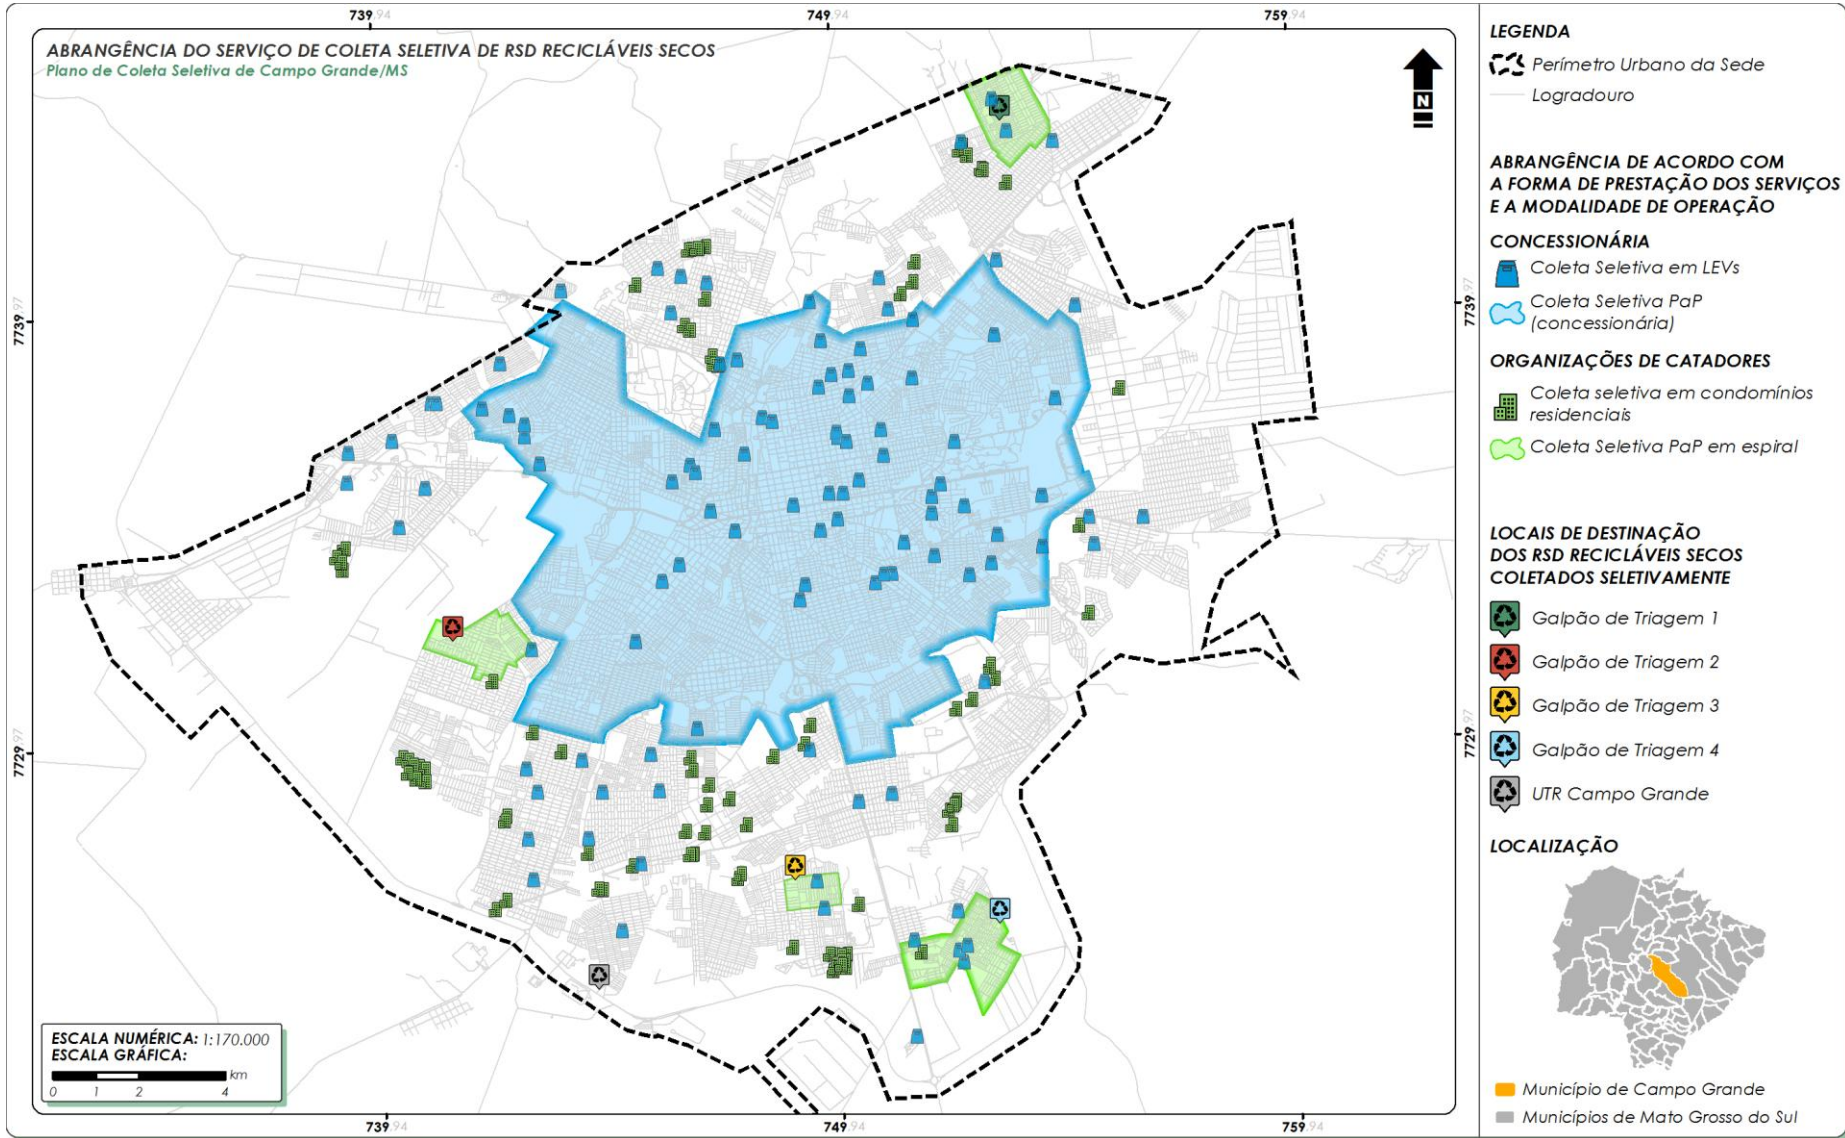 739.94
749.94
759.94
ABRANGÊNCIA DO SERVIÇO DE COLETA SELETIVA DE RSD RECICLÁVEIS SECOS
Plano de Coleta Seletiva de Campo Grande/MS
N
7739.97
7739.97
7729.97
7729.97
ESCALA NUMÉRICA: 1:170.000
ESCALA GRÁFICA:
km
0 1 2 4
739.94
749.94
759.94
LEGENDA
Perímetro Urbano da Sede
Logradouro
ABRANGÊNCIA DE ACORDO COM
A FORMA DE PRESTAÇÃO DOS SERVIÇOS
E A MODALIDADE DE OPERAÇÃO
CONCESSIONÁRIA
Coleta Seletiva em LEVs
Coleta Seletiva PaP
(concessionária)
ORGANIZAÇÕES DE CATADORES
Coleta seletiva em condomínios
residenciais
Coleta Seletiva PaP em espiral
LOCAIS DE DESTINAÇÃO
DOS RSD RECICLÁVEIS SECOS
COLETADOS SELETIVAMENTE
Galpão de Triagem 1
Galpão de Triagem 2
Galpão de Triagem 3
Galpão de Triagem 4
UTR Campo Grande
LOCALIZAÇÃO
Município de Campo Grande
Municípios de Mato Grosso do Sul